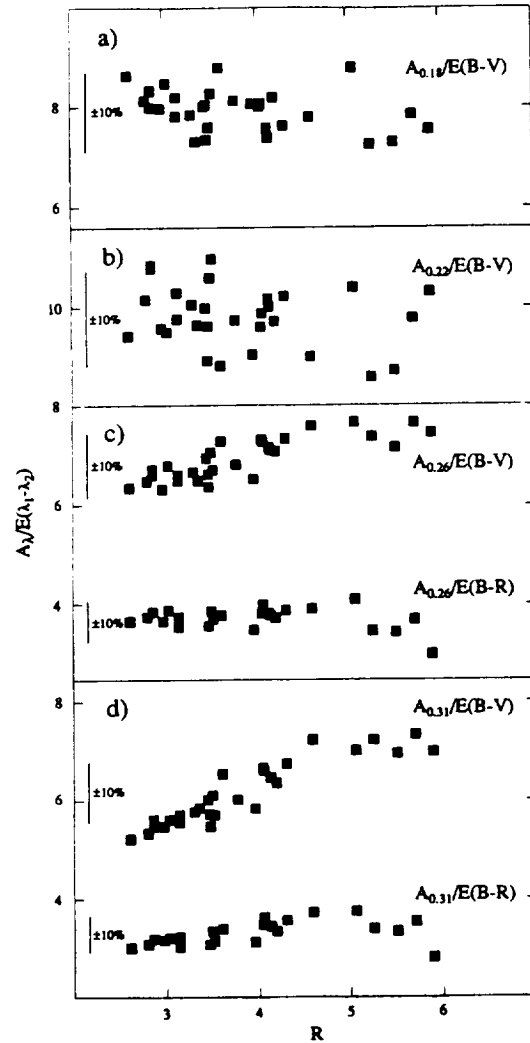 a)
A0.18/E(B-V)
8
±10%
6
b)
A0.22/E(B-V)
10
±10%
8
c)
A0.26/E(B-V)
±10%
6
Aλ/E(λ1-λ2)
A0.26/E(B-R)
4
±10%
8
d)
A0.31/E(B-V)
±10%
6
A0.31/E(B-R)
4
±10%
3 4 5 6
R